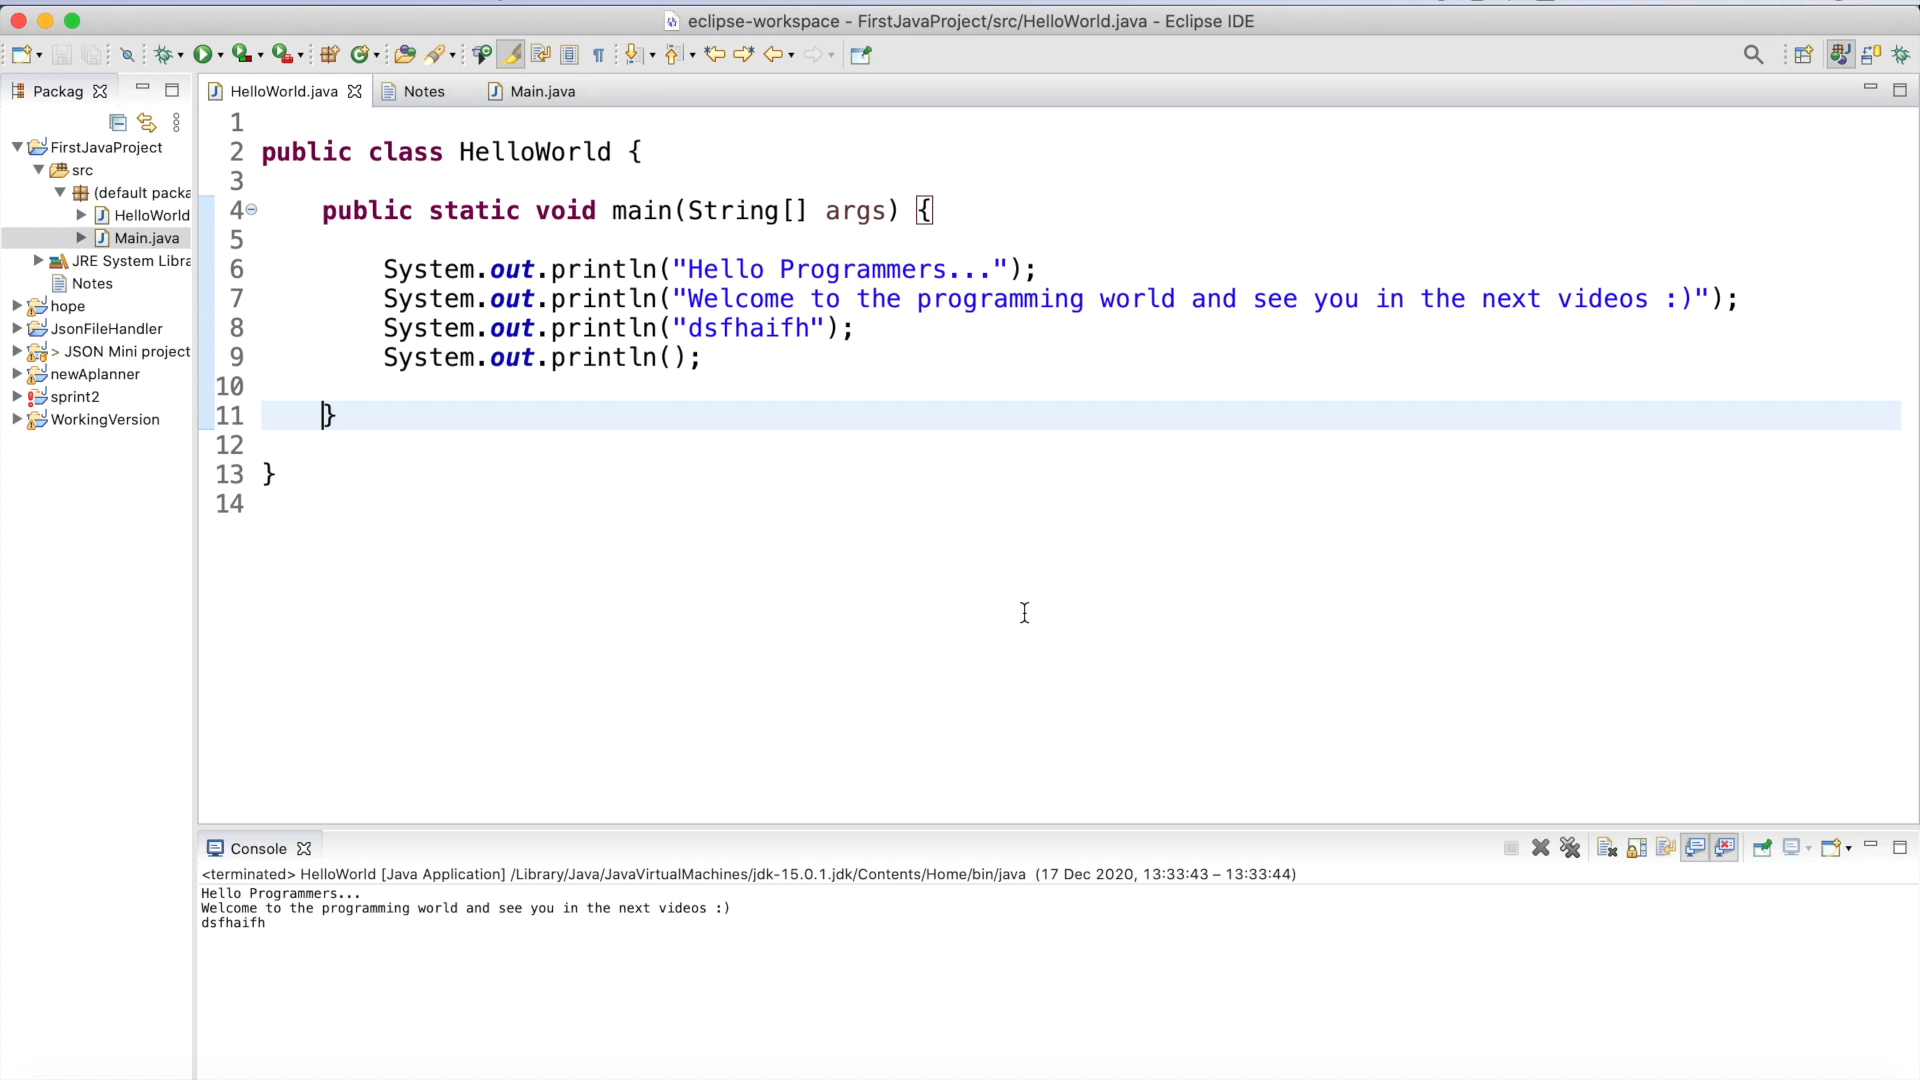 eclipse-workspace - FirstJavaProject/src/HelloWorld.java - Eclipse IDE
Packag
HelloWorld.java
Notes
Main.java
FirstJavaProject
src
(default packa
HelloWorld
Main.java
JRE System Libra
Notes
hope
JsonFileHandler
> JSON Mini project
newAplanner
sprint2
WorkingVersion
1
2 public class HelloWorld {
3
4 public static void main(String[] args) {
5
6 System.out.println("Hello Programmers...");
7 System.out.println("Welcome to the programming world and see you in the next videos :)");
8 System.out.println("dsfhaifh");
9 System.out.println();
10
11 }
12
13 }
14
Console
<terminated> HelloWorld [Java Application] /Library/Java/JavaVirtualMachines/jdk-15.0.1.jdk/Contents/Home/bin/java (17 Dec 2020, 13:33:43 – 13:33:44)
Hello Programmers...
Welcome to the programming world and see you in the next videos :)
dsfhaifh